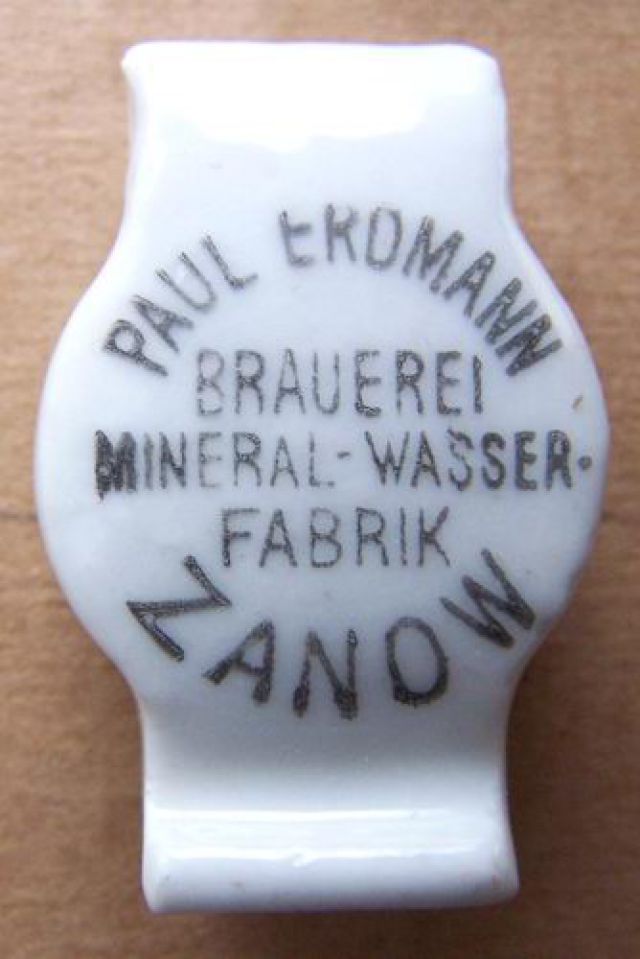 PAUL ERDMANN
BRAUEREI
MINERAL-WASSER-
FABRIK
ZANOW